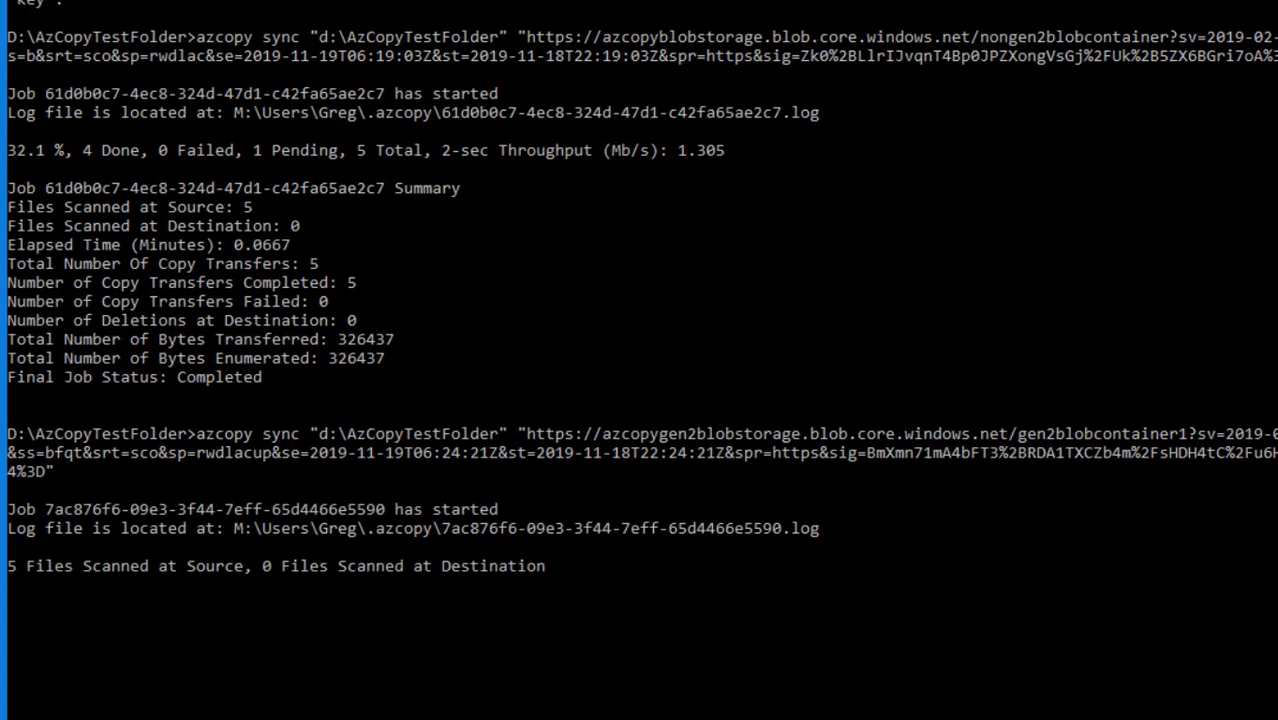 key".
D:\AzCopyTestFolder>azcopy sync "d:\AzCopyTestFolder" "https://azcopyblobstorage.blob.core.windows.net/nongen2blobcontainer?sv=2019-02-
s=b&srt=sco&sp=rwdlac&se=2019-11-19T06:19:03Z&st=2019-11-18T22:19:03Z&spr=https&sig=Zk0%2BLlrIJvqnT4Bp0JPZXongVsGj%2FUk%2B5ZX6BGri7oA%3
Job 61d0b0c7-4ec8-324d-47d1-c42fa65ae2c7 has started
Log file is located at: M:\Users\Greg\.azcopy\61d0b0c7-4ec8-324d-47d1-c42fa65ae2c7.log
32.1 %, 4 Done, 0 Failed, 1 Pending, 5 Total, 2-sec Throughput (Mb/s): 1.305
Job 61d0b0c7-4ec8-324d-47d1-c42fa65ae2c7 Summary
Files Scanned at Source: 5
Files Scanned at Destination: 0
Elapsed Time (Minutes): 0.0667
Total Number Of Copy Transfers: 5
Number of Copy Transfers Completed: 5
Number of Copy Transfers Failed: 0
Number of Deletions at Destination: 0
Total Number of Bytes Transferred: 326437
Total Number of Bytes Enumerated: 326437
Final Job Status: Completed
D:\AzCopyTestFolder>azcopy sync "d:\AzCopyTestFolder" "https://azcopygen2blobstorage.blob.core.windows.net/gen2blobcontainer1?sv=2019-0
&ss=bfqt&srt=sco&sp=rwdlacup&se=2019-11-19T06:24:21Z&st=2019-11-18T22:24:21Z&spr=https&sig=BmXmn71mA4bFT3%2BRDA1TXCZb4m%2FsHDH4tC%2Fu6H
4%3D"
Job 7ac876f6-09e3-3f44-7eff-65d4466e5590 has started
Log file is located at: M:\Users\Greg\.azcopy\7ac876f6-09e3-3f44-7eff-65d4466e5590.log
5 Files Scanned at Source, 0 Files Scanned at Destination